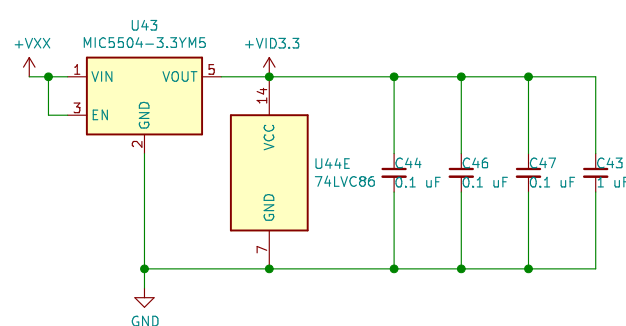 U43
MIC5504-3.3YM5
+VXX
+VID3.3
1
VIN
VOUT
5
3
EN
GND
2
14
VCC
GND
7
U44E
74LVC86
C44
0.1 uF
C46
0.1 uF
C47
0.1 uF
C43
1 uF
GND